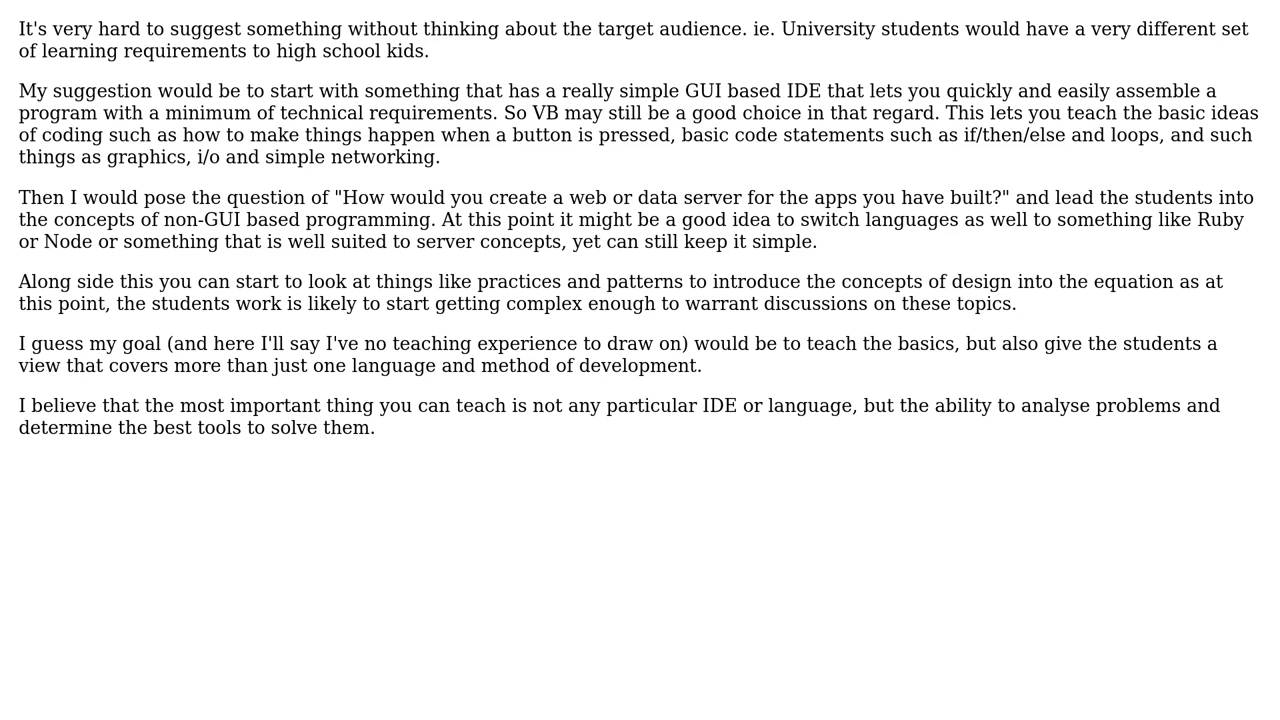 It's very hard to suggest something without thinking about the target audience. ie. University students would have a very different set
of learning requirements to high school kids.
My suggestion would be to start with something that has a really simple GUI based IDE that lets you quickly and easily assemble a
program with a minimum of technical requirements. So VB may still be a good choice in that regard. This lets you teach the basic ideas
of coding such as how to make things happen when a button is pressed, basic code statements such as if/then/else and loops, and such
things as graphics, i/o and simple networking.
Then I would pose the question of "How would you create a web or data server for the apps you have built?" and lead the students into
the concepts of non-GUI based programming. At this point it might be a good idea to switch languages as well to something like Ruby
or Node or something that is well suited to server concepts, yet can still keep it simple.
Along side this you can start to look at things like practices and patterns to introduce the concepts of design into the equation as at
this point, the students work is likely to start getting complex enough to warrant discussions on these topics.
I guess my goal (and here I'll say I've no teaching experience to draw on) would be to teach the basics, but also give the students a
view that covers more than just one language and method of development.
I believe that the most important thing you can teach is not any particular IDE or language, but the ability to analyse problems and
determine the best tools to solve them.